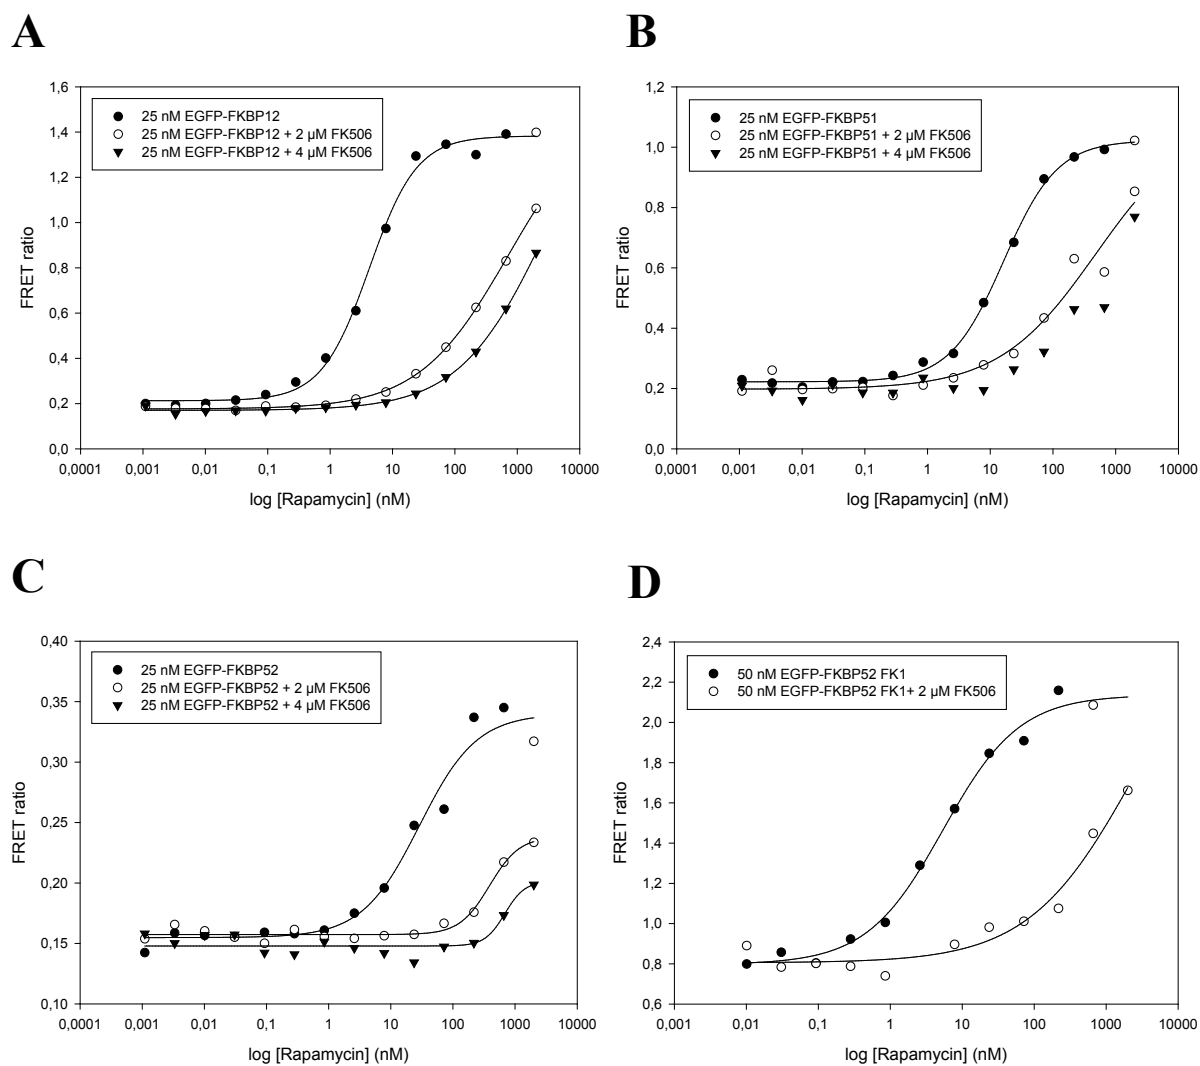 A
1,6
1,4
1,2
1,0
0,8
0,6
0,4
0,2
0,0
FRET ratio
25 nM EGFP-FKBP12
25 nM EGFP-FKBP12 + 2 µM FK506
25 nM EGFP-FKBP12 + 4 µM FK506
0,0001 0,001 0,01 0,1 1 10 100 1000 10000
log [Rapamycin] (nM)
B
1,2
1,0
0,8
0,6
0,4
0,2
0,0
FRET ratio
25 nM EGFP-FKBP51
25 nM EGFP-FKBP51 + 2 µM FK506
25 nM EGFP-FKBP51 + 4 µM FK506
0,0001 0,001 0,01 0,1 1 10 100 1000 10000
log [Rapamycin] (nM)
C
0,40
0,35
0,30
0,25
0,20
0,15
0,10
FRET ratio
25 nM EGFP-FKBP52
25 nM EGFP-FKBP52 + 2 µM FK506
25 nM EGFP-FKBP52 + 4 µM FK506
0,0001 0,001 0,01 0,1 1 10 100 1000 10000
log [Rapamycin] (nM)
D
2,4
2,2
2,0
1,8
1,6
1,4
1,2
1,0
0,8
0,6
FRET ratio
50 nM EGFP-FKBP52 FK1
50 nM EGFP-FKBP52 FK1+ 2 µM FK506
0,001 0,01 0,1 1 10 100 1000 10000
log [Rapamycin] (nM)